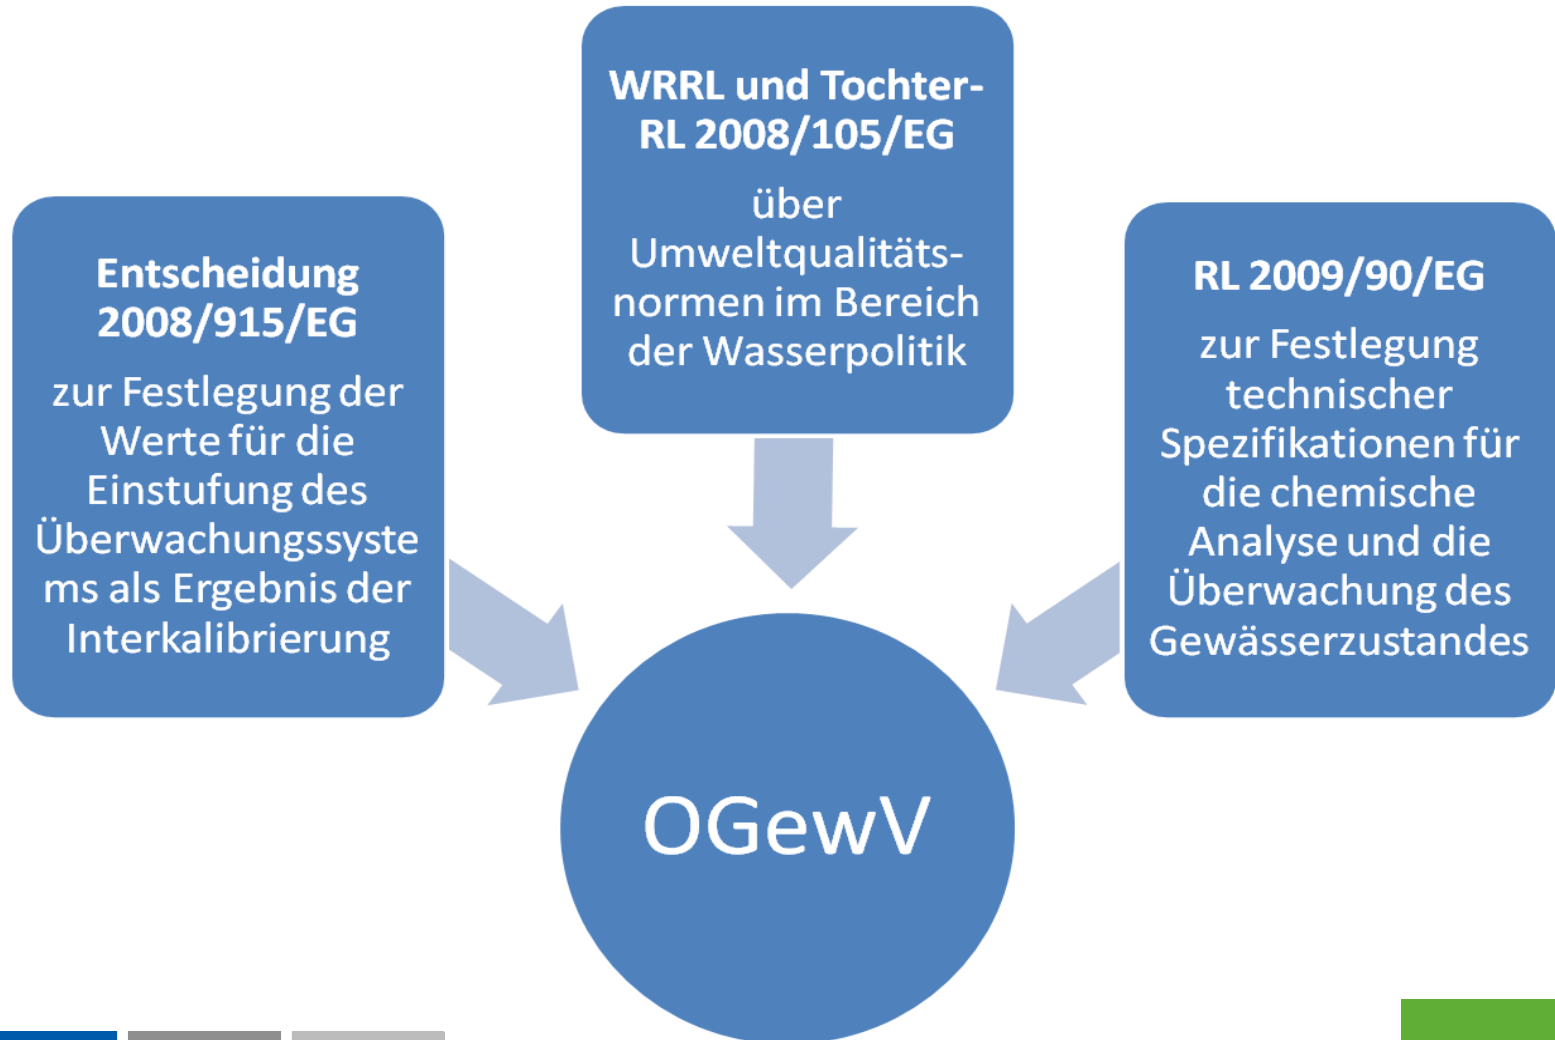 Entscheidung
2008/915/EG
zur Festlegung der
Werte für die
Einstufung des
Überwachungssyste
ms als Ergebnis der
Interkalibrierung
WRRL und Tochter-
RL 2008/105/EG
über
Umweltqualitäts-
normen im Bereich
der Wasserpolitik
RL 2009/90/EG
zur Festlegung
technischer
Spezifikationen für
die chemische
Analyse und die
Überwachung des
Gewässerzustandes
OGewV